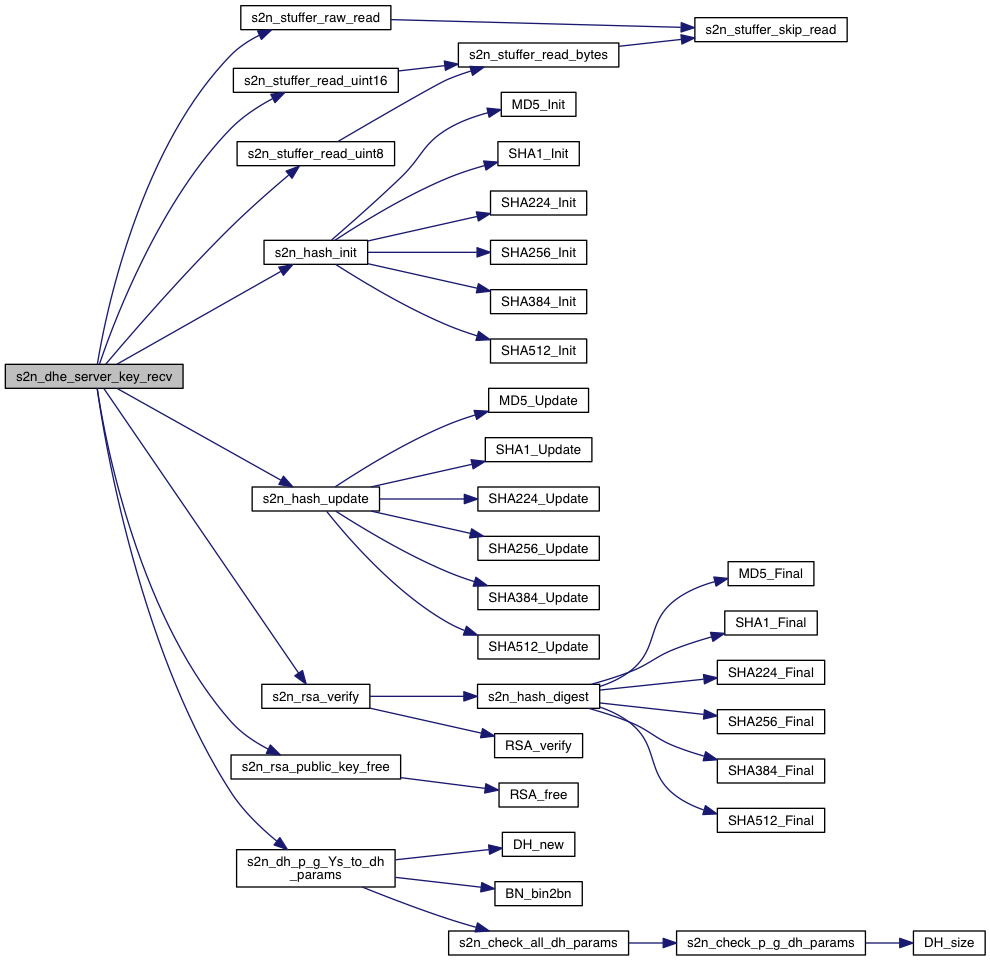 s2n_stuffer_raw_read
s2n_stuffer_skip_read
s2n_stuffer_read_bytes
s2n_stuffer_read_uint16
MD5_Init
s2n_stuffer_read_uint8
SHA1_Init
SHA224_Init
s2n_hash_init
SHA256_Init
SHA384_Init
SHA512_Init
s2n_dhe_server_key_recv
MD5_Update
SHA1_Update
s2n_hash_update
SHA224_Update
SHA256_Update
MD5_Final
SHA384_Update
SHA1_Final
SHA512_Update
SHA224_Final
s2n_rsa_verify
s2n_hash_digest
SHA256_Final
RSA_verify
s2n_rsa_public_key_free
SHA384_Final
RSA_free
SHA512_Final
DH_new
s2n_dh_p_g_Ys_to_dh
_params
BN_bin2bn
s2n_check_all_dh_params
s2n_check_p_g_dh_params
DH_size